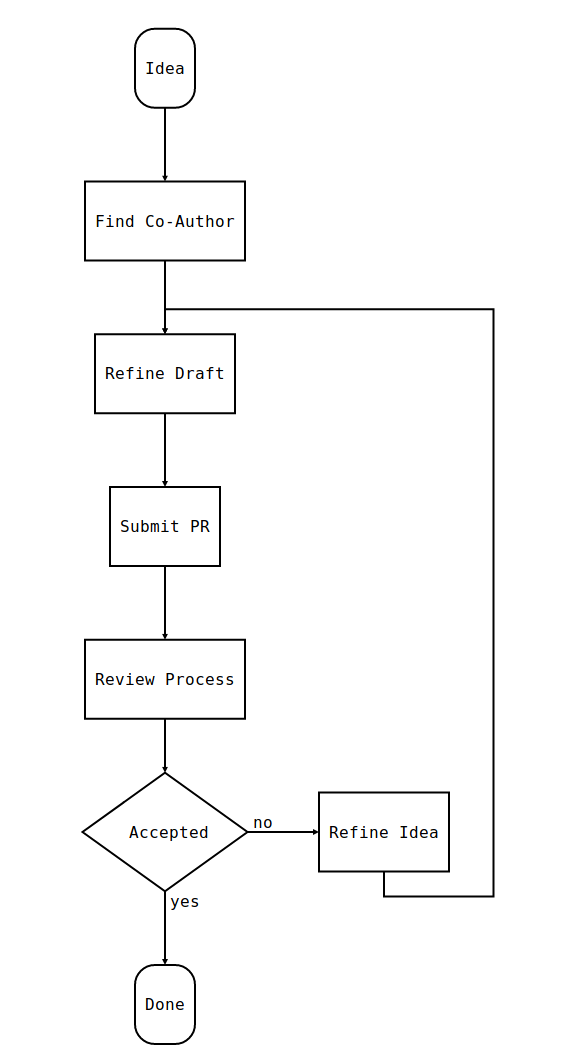 Idea
Find Co-Author
Refine Draft
Submit PR
Review Process
Accepted
no
Refine Idea
yes
Done